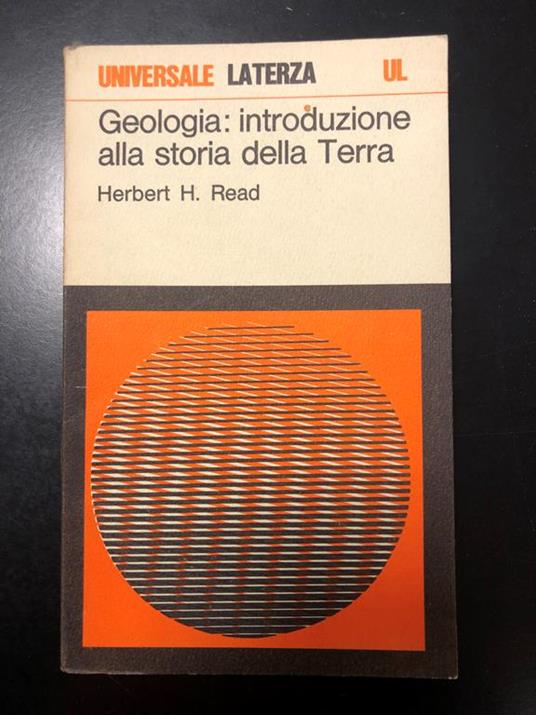 UNIVERSALE LATERZA UL
Geologia: introduzione
alla storia della Terra
Herbert H. Read